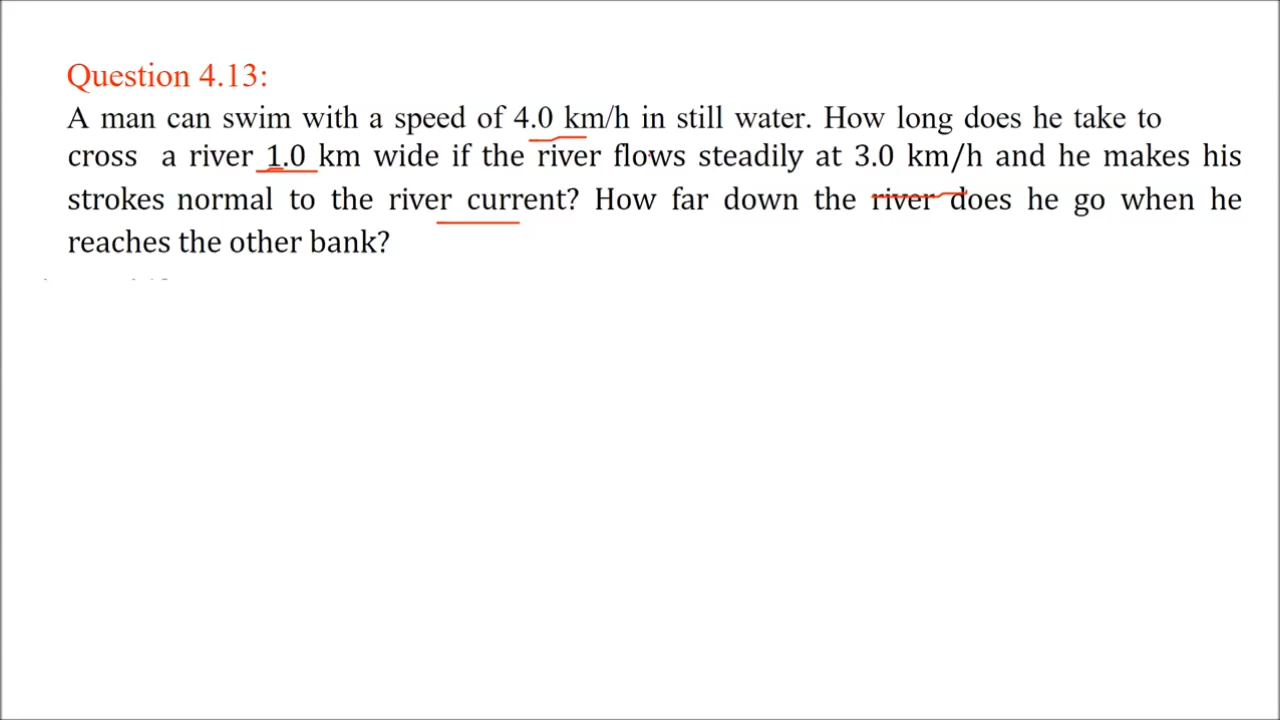 Question 4.13:
A man can swim with a speed of 4.0 km/h in still water. How long does he take to
cross a river 1.0 km wide if the river flows steadily at 3.0 km/h and he makes his
strokes normal to the river current? How far down the river does he go when he
reaches the other bank?